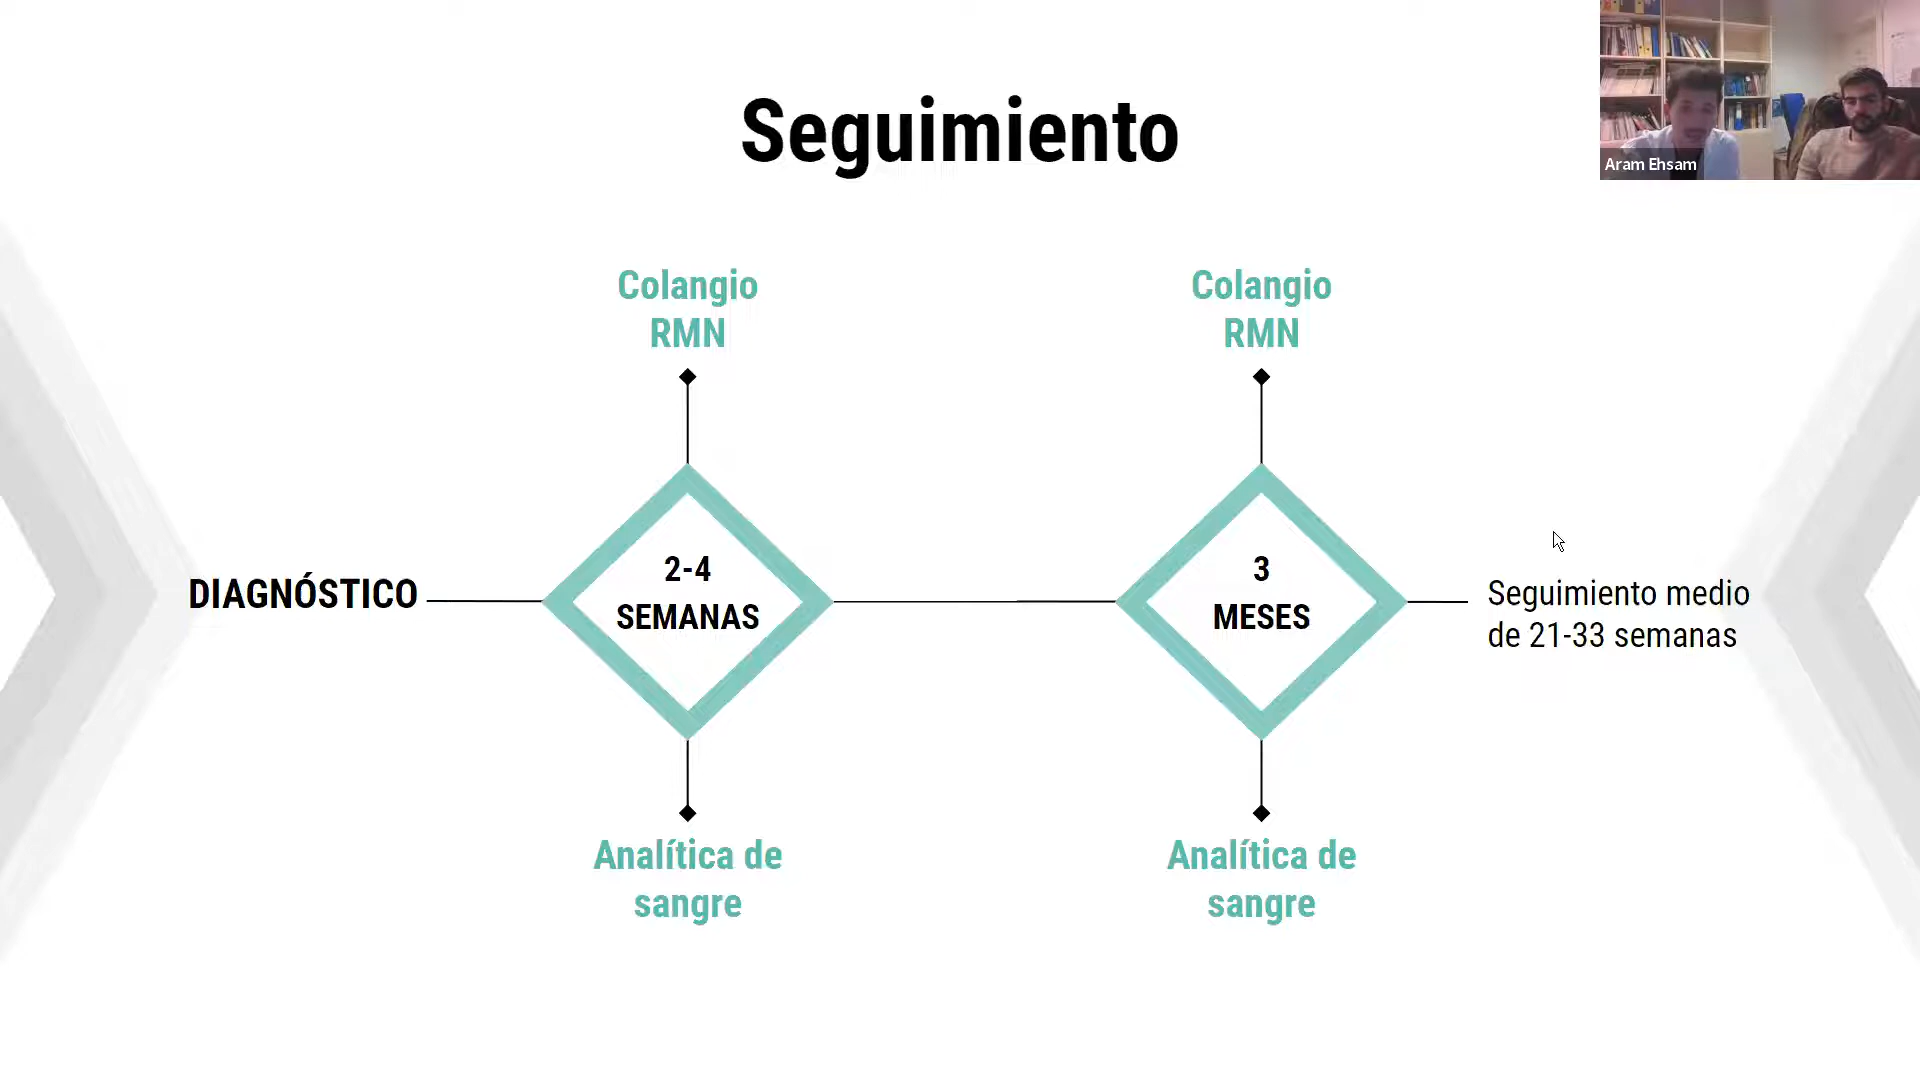 Seguimiento
Aram Ehsam
Colangio
RMN
Colangio
RMN
DIAGNÓSTICO
2-4
SEMANAS
3
MESES
Seguimiento medio
de 21-33 semanas
Analítica de
sangre
Analítica de
sangre